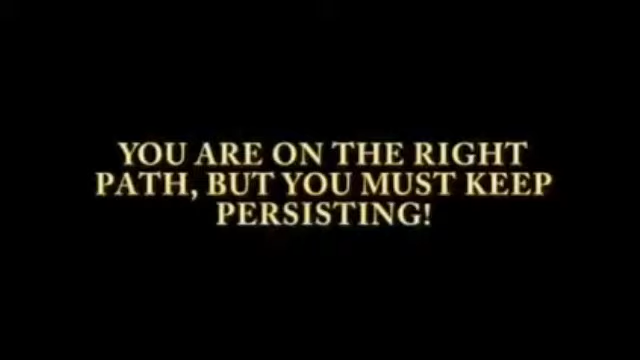 YOU ARE ON THE RIGHT
PATH, BUT YOU MUST KEEP
PERSISTING!